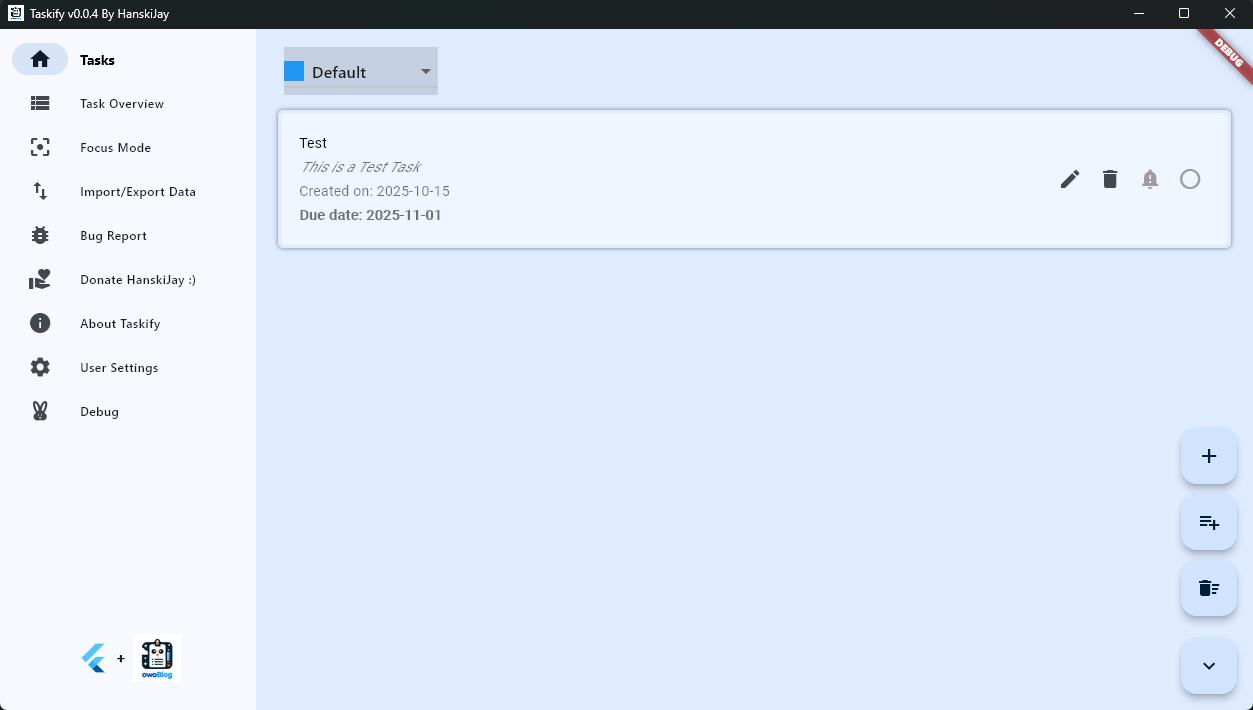 Taskify v0.0.4 By HanskiJay
DEBUG
Tasks
Task Overview
Focus Mode
Import/Export Data
Bug Report
Donate HanskiJay :)
About Taskify
User Settings
Debug
Default
Test
This is a Test Task
Created on: 2025-10-15
Due date: 2025-11-01
+
owoBlog